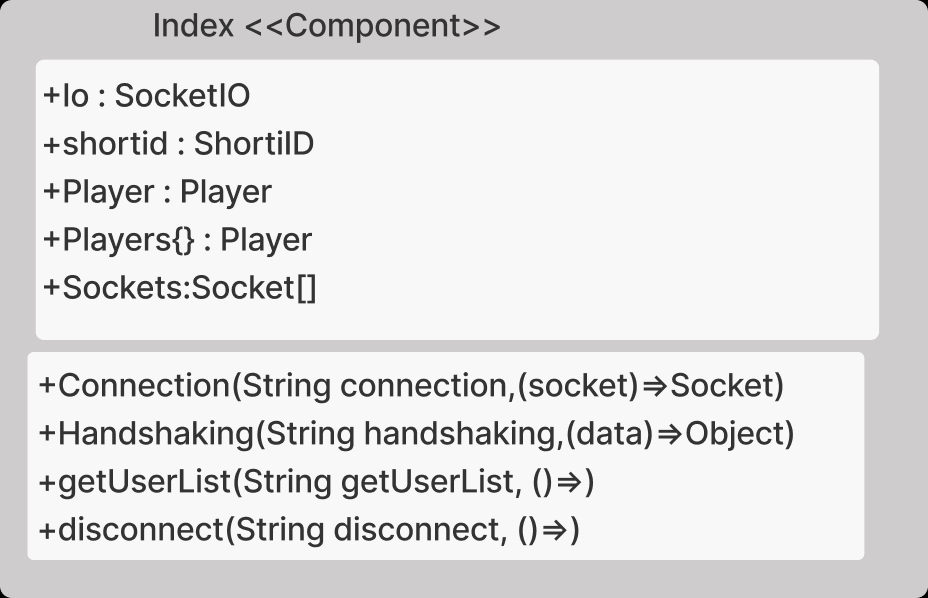 Index <<Component>>
+Io : SocketIO
+shortid : ShortiID
+Player : Player
+Players{} : Player
+Sockets:Socket[]
+Connection(String connection,(socket)=>Socket)
+Handshaking(String handshaking,(data)=>Object)
+getUserList(String getUserList, ()=>)
+disconnect(String disconnect, ()=>)